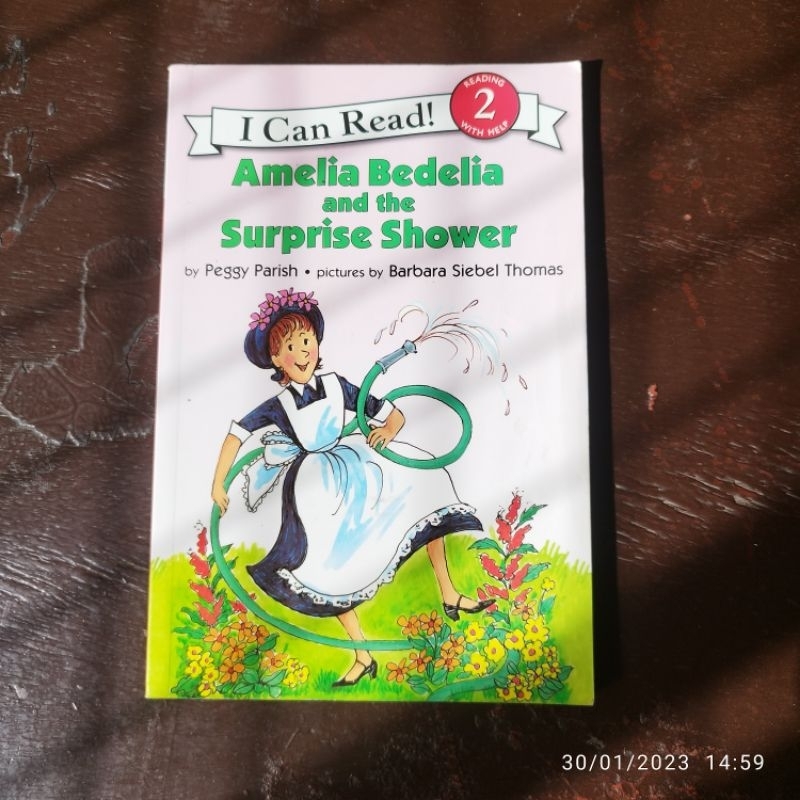 I Can Read!
READING
2
WITH HELP
Amelia Bedelia
and the
Surprise Shower
by Peggy Parish • pictures by Barbara Siebel Thomas
30/01/2023 14:59